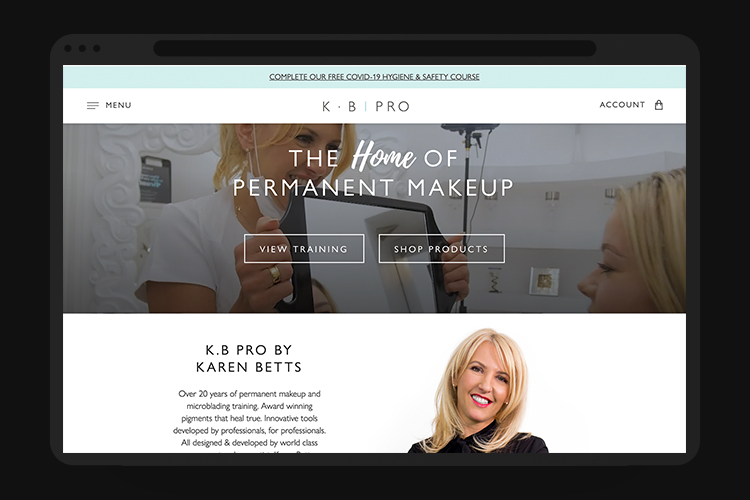 COMPLETE OUR FREE COVID-19 HYGIENE & SAFETY COURSE
MENU
K · B | PRO
ACCOUNT
THE Home OF
PERMANENT MAKEUP
VIEW TRAINING
SHOP PRODUCTS
K.B PRO BY
KAREN BETTS
Over 20 years of permanent makeup and
microblading training. Award winning
pigments that heal true. Innovative tools
developed by professionals, for professionals.
All designed & developed by world class